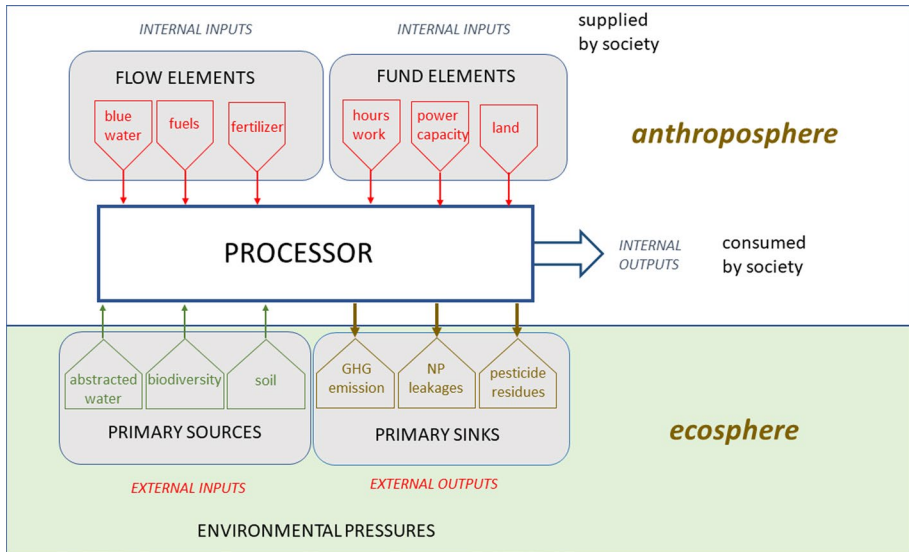 INTERNAL INPUTS
INTERNAL INPUTS
supplied
by society
FLOW ELEMENTS
FUND ELEMENTS
blue
water
fuels
fertilizer
hours
work
power
capacity
land
anthroposphere
PROCESSOR
INTERNAL
OUTPUTS
consumed
by society
abstracted
water
biodiversity
soil
GHG
emission
NP
leakages
pesticide
residues
PRIMARY SOURCES
PRIMARY SINKS
ecosphere
EXTERNAL INPUTS
EXTERNAL OUTPUTS
ENVIRONMENTAL PRESSURES